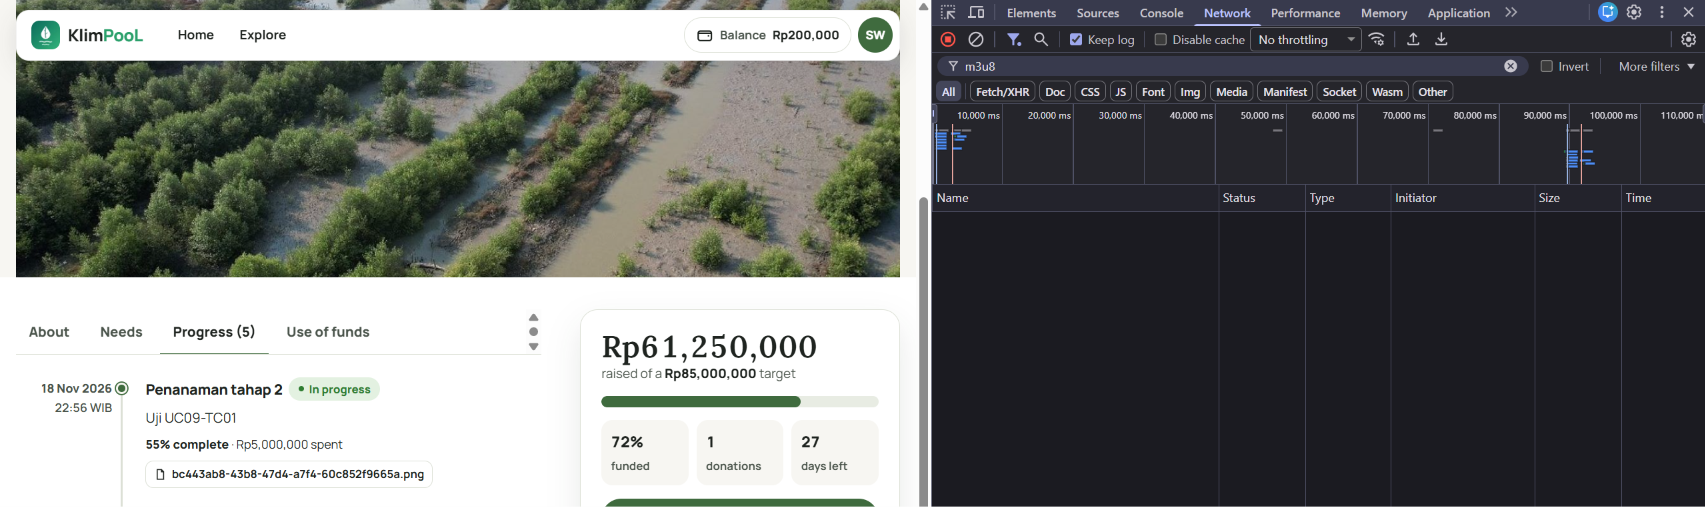 KlimPooL
Home
Explore
Balance Rp200,000
SW
About
Needs
Progress (5)
Use of funds
18 Nov 2026
22:56 WIB
Penanaman tahap 2
In progress
Uji UC09-TC01
55% complete · Rp5,000,000 spent
bc443ab8-43b8-47d4-a7f4-60c852f9665a.png
Rp61,250,000
raised of a Rp85,000,000 target
72%
funded
1
donations
27
days left
Elements
Sources
Console
Network
Performance
Memory
Application
Keep log
Disable cache
No throttling
m3u8
Invert
More filters
All
Fetch/XHR
Doc
CSS
JS
Font
Img
Media
Manifest
Socket
Wasm
Other
10,000 ms
20,000 ms
30,000 ms
40,000 ms
50,000 ms
60,000 ms
70,000 ms
80,000 ms
90,000 ms
100,000 ms
110,000 m
Name
Status
Type
Initiator
Size
Time